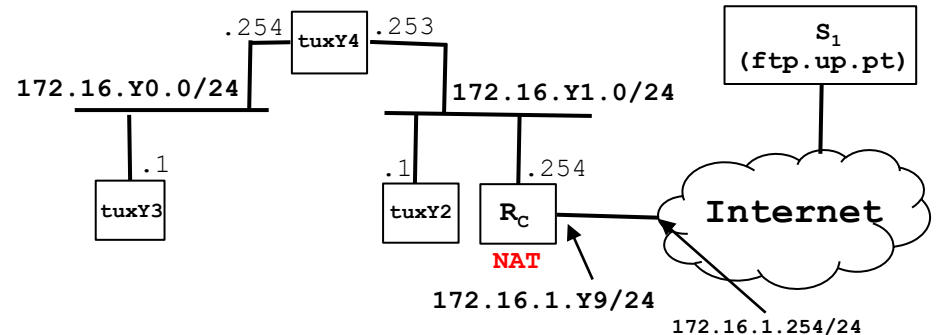 .254
tuxY4
.253
S1
(ftp.up.pt)
172.16.Y0.0/24
172.16.Y1.0/24
.1
.1
.254
tuxY3
tuxY2
RC
Internet
NAT
172.16.1.Y9/24
172.16.1.254/24